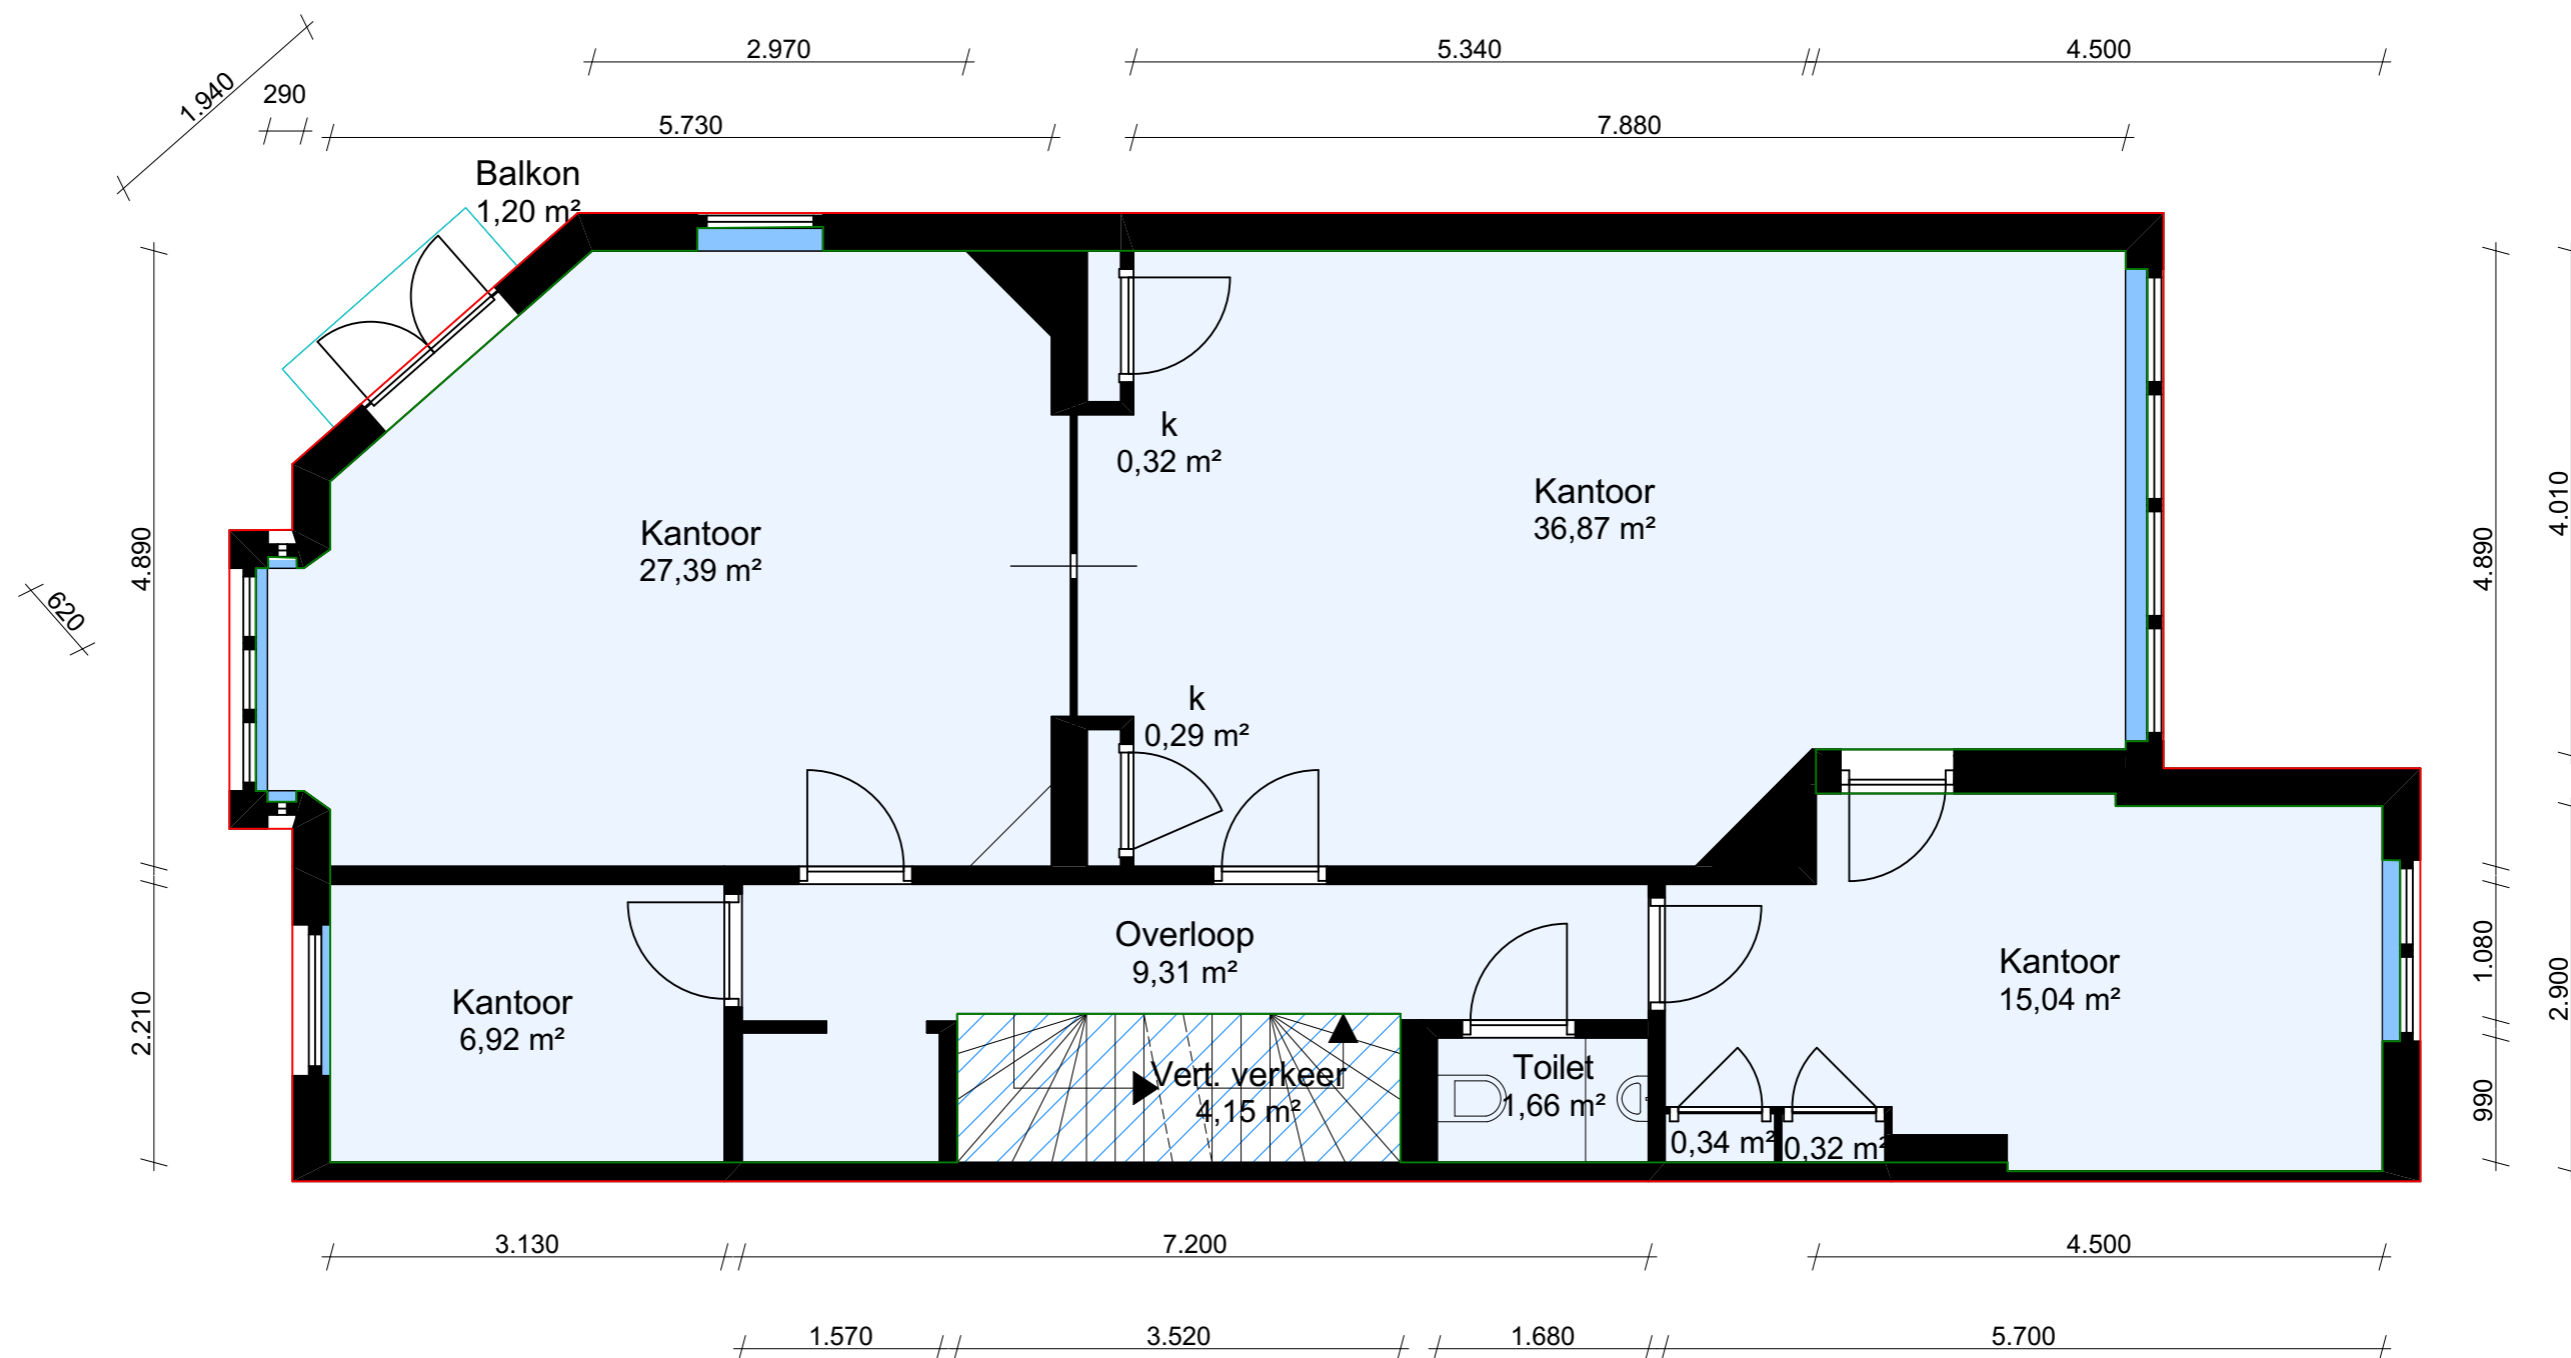 2.970
5.340
4.500
1.940
290
5.730
7.880
Balkon
1,20 m²
k
0,32 m²
Kantoor
36,87 m²
Kantoor
27,39 m²
4.890
620
4.890
4.010
k
0,29 m²
Overloop
9,31 m²
Kantoor
15,04 m²
Kantoor
6,92 m²
2.210
1.080
2.900
990
Vert. verkeer
4,15 m²
Toilet
1,66 m²
0,34 m²
0,32 m²
3.130
7.200
4.500
1.570
3.520
1.680
5.700